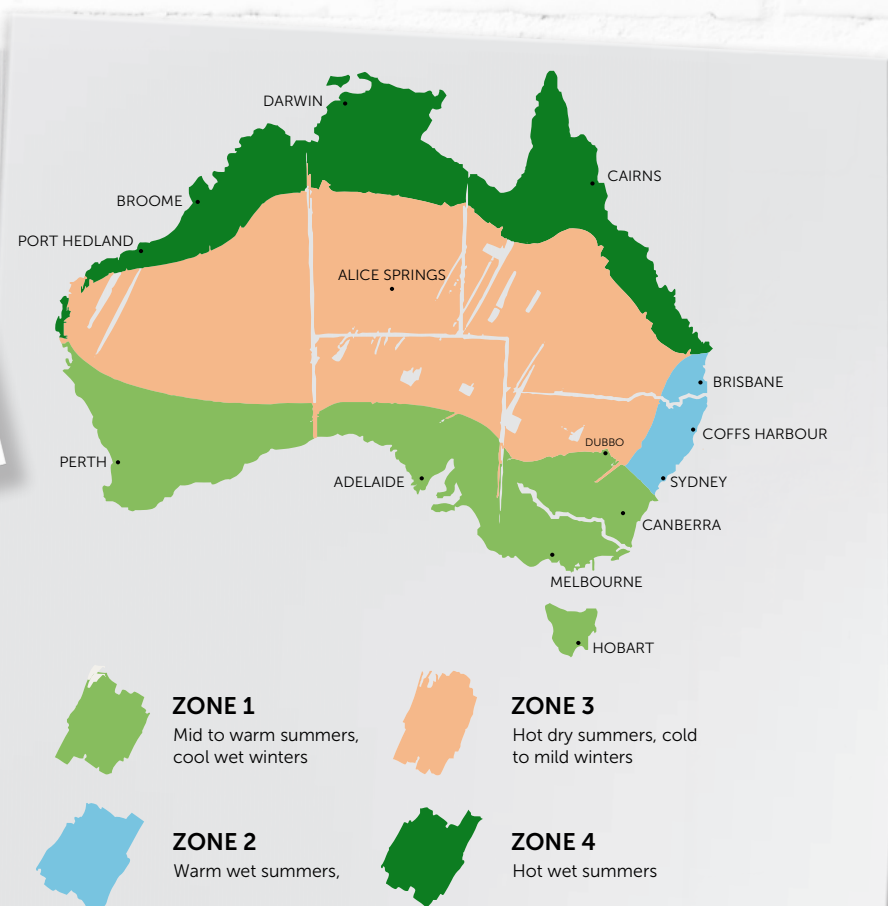 DARWIN
CAIRNS
BROOME
PORT HEDLAND
ALICE SPRINGS
BRISBANE
COFFS HARBOUR
DUBBO
PERTH
ADELAIDE
SYDNEY
CANBERRA
MELBOURNE
HOBART
ZONE 1
Mid to warm summers,
cool wet winters
ZONE 3
Hot dry summers, cold
to mild winters
ZONE 2
Warm wet summers,
ZONE 4
Hot wet summers